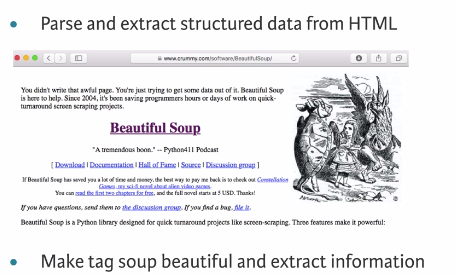 • Parse and extract structured data from HTML
www.crummy.com/software/BeautifulSoup/
You didn't write that awful page. You're just trying to get some data out of it. Beautiful Soup
is here to help. Since 2004, it's been saving programmers hours or days of work on quick-
turnaround screen scraping projects.
Beautiful Soup
"A tremendous boon." -- Python411 Podcast
[ Download | Documentation | Hall of Fame | Source | Discussion group ]
If Beautiful Soup has saved you a lot of time and money, the best way to pay me back is to check out Constellation
Games, my sci-fi novel about alien video games.
You can read the first two chapters for free, and the full novel starts at 5 USD. Thanks!
If you have questions, send them to the discussion group. If you find a bug, file it.
Beautiful Soup is a Python library designed for quick turnaround projects like screen-scraping. Three features make it powerful:
• Make tag soup beautiful and extract information